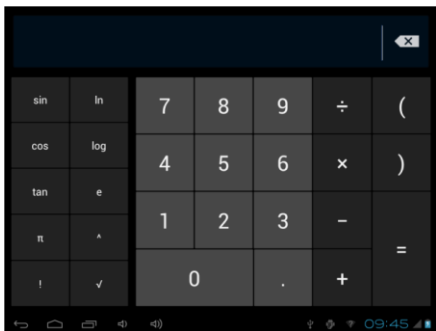 sin ln 7 8 9 ÷ (
cos log 4 5 6 × )
tan e
1 2 3 −
π ^ =
0 . +
! √
09:45